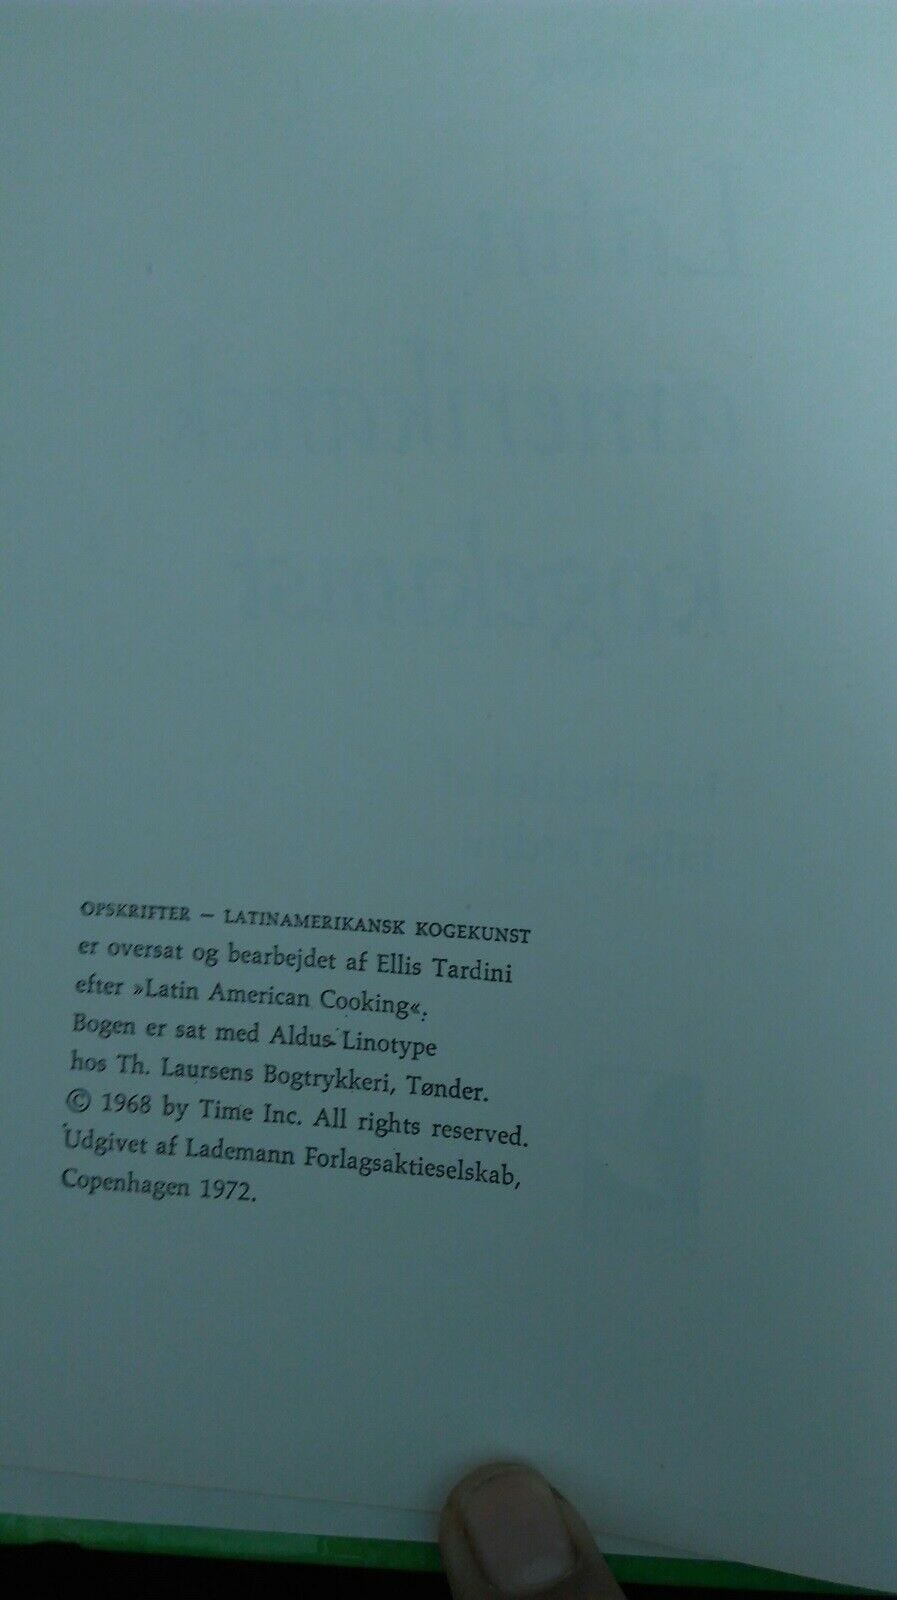 OPSKRIFTER – LATINAMERIKANSK KOGEKUNST
er oversat og bearbejdet af Ellis Tardini
efter »Latin American Cooking«.
Bogen er sat med Aldus-Linotype
hos Th. Laursens Bogtrykkeri, Tønder.
© 1968 by Time Inc. All rights reserved.
Udgivet af Lademann Forlagsaktieselskab,
Copenhagen 1972.